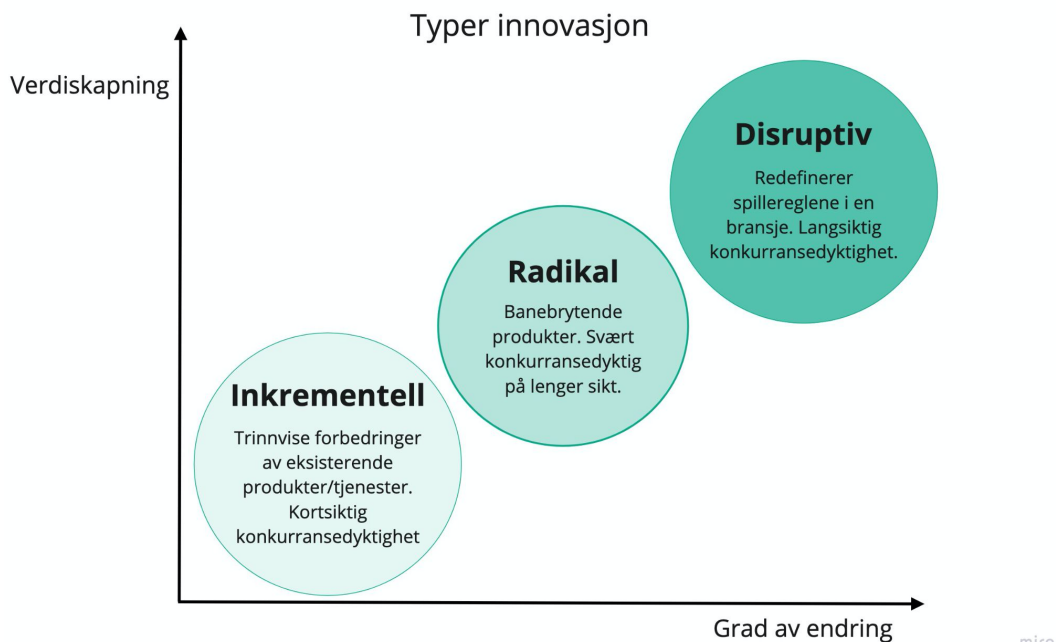 Typer innovasjon
Verdiskapning
Disruptiv
Redefinerer
spillereglene i en
bransje. Langsiktig
konkurransedyktighet.
Radikal
Banebrytende
produkter. Svært
konkurransedyktig
på lenger sikt.
Inkrementell
Trinnvise forbedringer
av eksisterende
produkter/tjenester.
Kortsiktig
konkurransedyktighet
Grad av endring